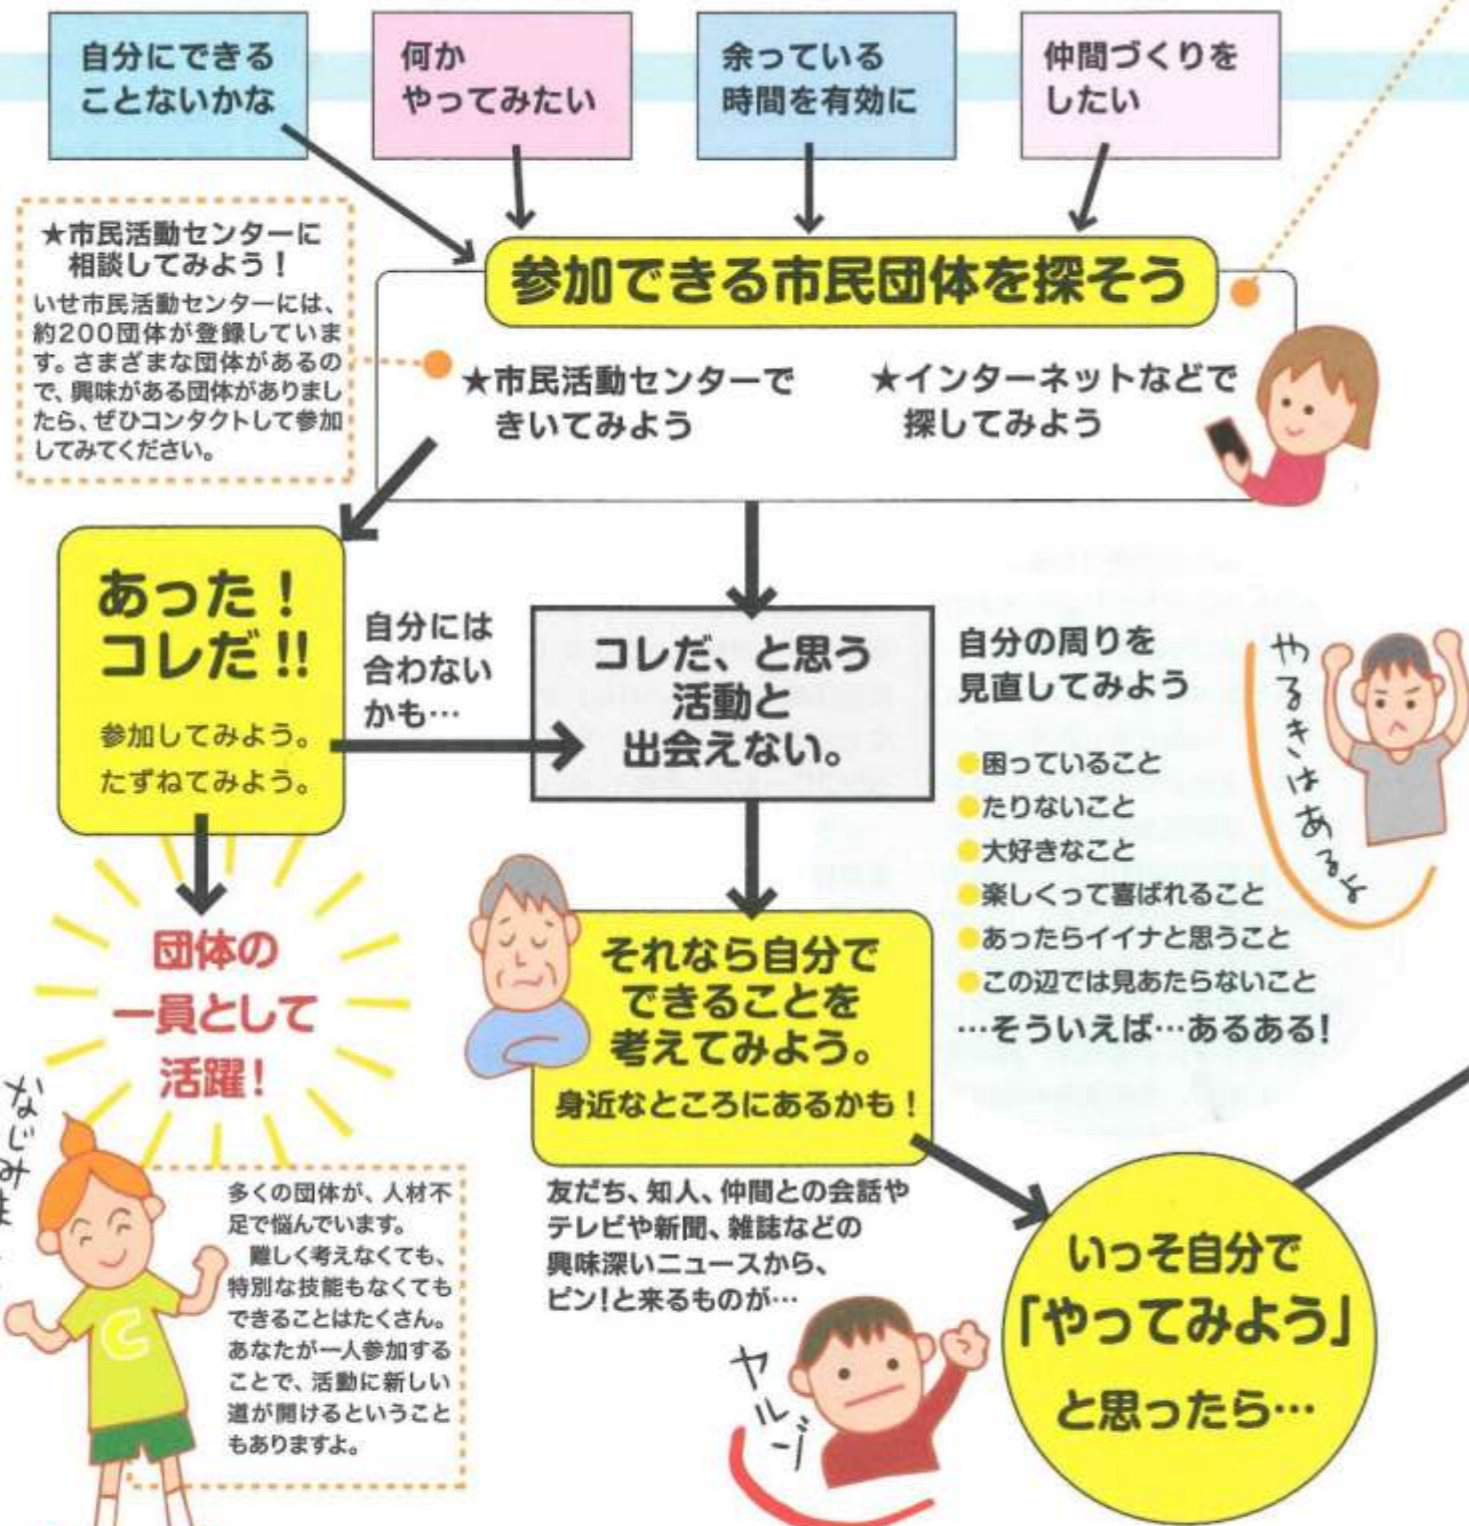 自分にできる
ことないかな
何か
やってみたい
余っている
時間を有効に
仲間づくりを
したい
★市民活動センターに
相談してみよう！
いせ市民活動センターには、
約200団体が登録していま
す。さまざまな団体があるの
で、興味がある団体がありまし
たら、ぜひコンタクトして参加
してみてください。
参加できる市民団体を探そう
★市民活動センターで
きいてみよう
★インターネットなどで
探してみよう
あった！
コレだ!!
参加してみよう。
たずねてみよう。
自分には
合わない
かも…
コレだ、と思う
活動と
出会えない。
自分の周りを
見直してみよう
●困っていること
●たりないこと
●大好きなこと
●楽しくって喜ばれること
●あったらイイナと思うこと
●この辺では見あたらないこと
…そういえば…あるある！
やるきはあるよ
団体の
一員として
活躍！
それなら自分で
できることを
考えてみよう。
身近なところにあるかも！
なじみ
多くの団体が、人材不
足で悩んでいます。
難しく考えなくても、
特別な技能もなくても
できることはたくさん。
あなたが一人参加する
ことで、活動に新しい
道が開けるということ
もありますよ。
友だち、知人、仲間との会話や
テレビや新聞、雑誌などの
興味深いニュースから、
ピン！と来るものが…
ヤルゾ
いっそ自分で
「やってみよう」
と思ったら…